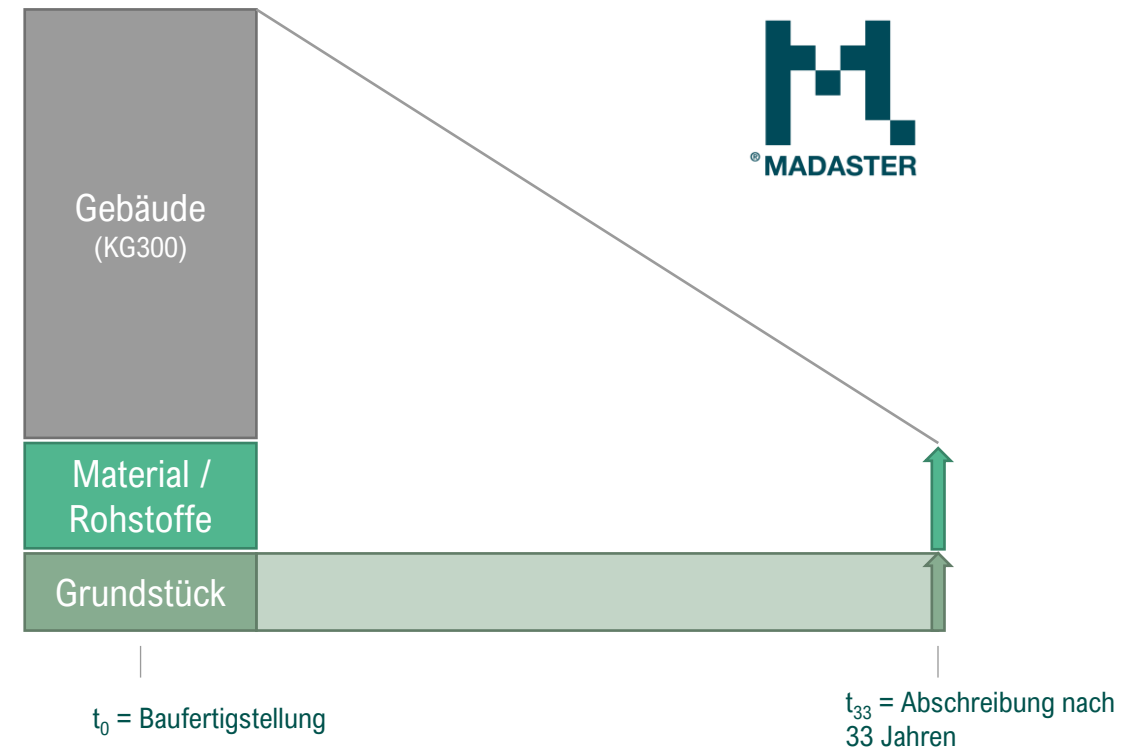 ® MADASTER
Gebäude
(KG300)
Material /
Rohstoffe
Grundstück
t₀ = Baufertigstellung
t₃₃ = Abschreibung nach
33 Jahren